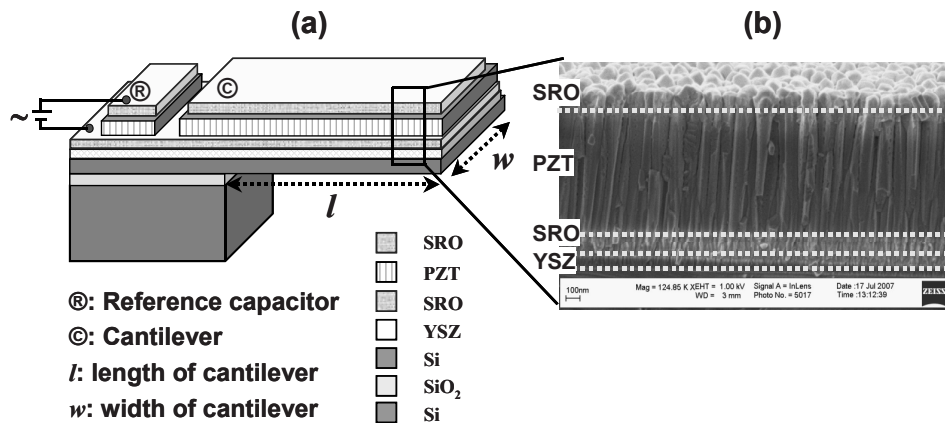 (a)
(b)
Ⓡ
©
~
w
l
SRO
PZT
SRO
YSZ
Si
SiO₂
Si
Ⓡ: Reference capacitor
©: Cantilever
l: length of cantilever
w: width of cantilever
SRO
PZT
SRO
YSZ
100nm
Mag = 124.85 K X EHT = 1.00 kV Signal A = InLens Date :17 Jul 2007
WD = 3 mm Photo No. = 5017 Time :13:12:39
ZEISS